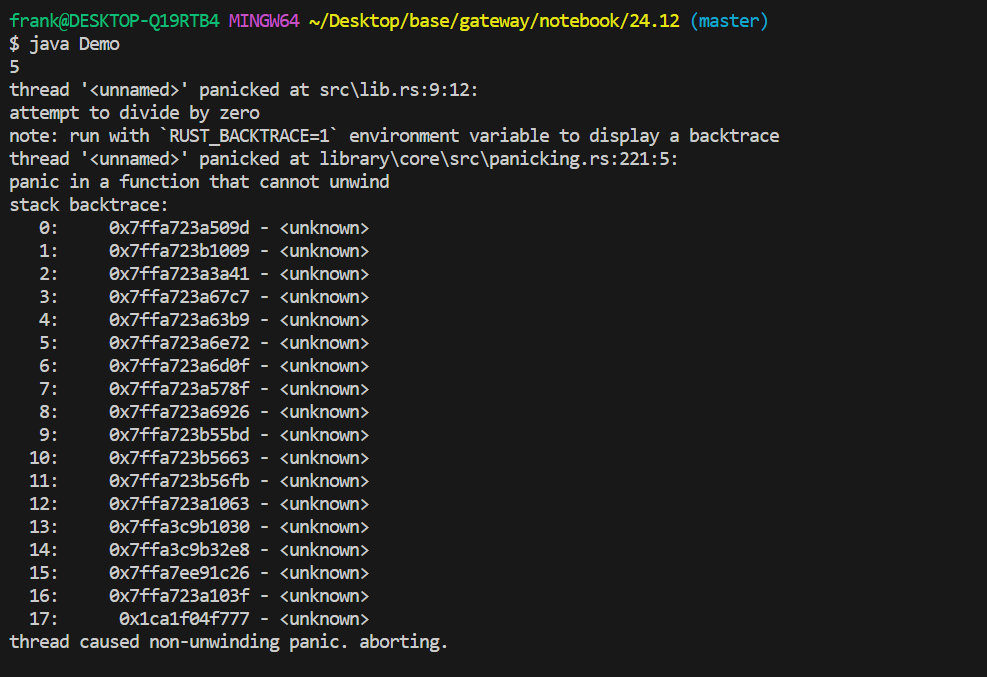 frank@DESKTOP-Q19RTB4 MINGW64 ~/Desktop/base/gateway/notebook/24.12 (master)
$ java Demo
5
thread '<unnamed>' panicked at src\lib.rs:9:12:
attempt to divide by zero
note: run with `RUST_BACKTRACE=1` environment variable to display a backtrace
thread '<unnamed>' panicked at library\core\src\panicking.rs:221:5:
panic in a function that cannot unwind
stack backtrace:
   0:     0x7ffa723a509d - <unknown>
   1:     0x7ffa723b1009 - <unknown>
   2:     0x7ffa723a3a41 - <unknown>
   3:     0x7ffa723a67c7 - <unknown>
   4:     0x7ffa723a63b9 - <unknown>
   5:     0x7ffa723a6e72 - <unknown>
   6:     0x7ffa723a6d0f - <unknown>
   7:     0x7ffa723a578f - <unknown>
   8:     0x7ffa723a6926 - <unknown>
   9:     0x7ffa723b55bd - <unknown>
  10:     0x7ffa723b5663 - <unknown>
  11:     0x7ffa723b56fb - <unknown>
  12:     0x7ffa723a1063 - <unknown>
  13:     0x7ffa3c9b1030 - <unknown>
  14:     0x7ffa3c9b32e8 - <unknown>
  15:     0x7ffa7ee91c26 - <unknown>
  16:     0x7ffa723a103f - <unknown>
  17:      0x1ca1f04f777 - <unknown>
thread caused non-unwinding panic. aborting.